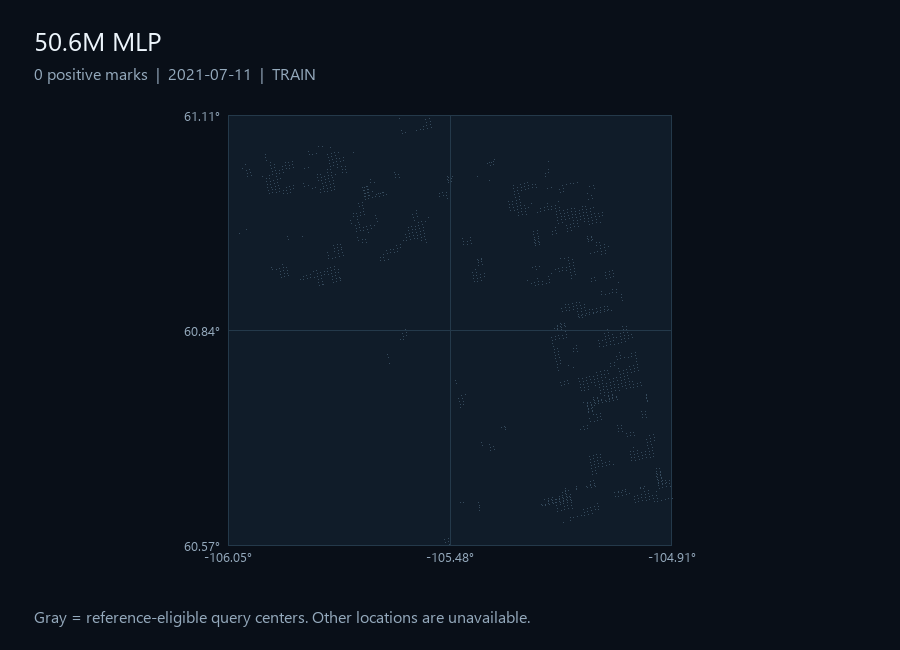 50.6M MLP
0 positive marks | 2021-07-11 | TRAIN
61.11°
60.84°
60.57°
-106.05° -105.48° -104.91°
Gray = reference-eligible query centers. Other locations are unavailable.